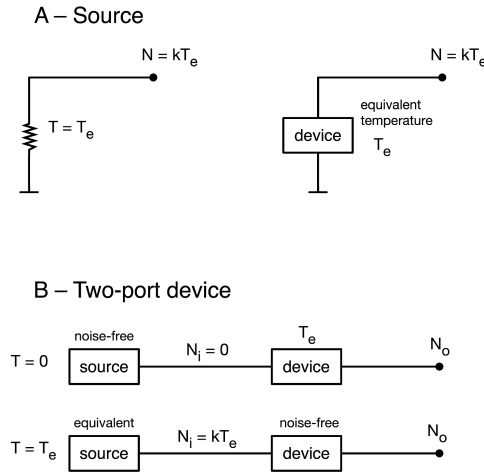 A – Source
N = kTe
N = kTe
T = Te
device
equivalent
temperature
Te
B – Two-port device
noise-free
T = 0
source
Ni = 0
Te
device
No
equivalent
T = Te
source
Ni = kTe
noise-free
device
No